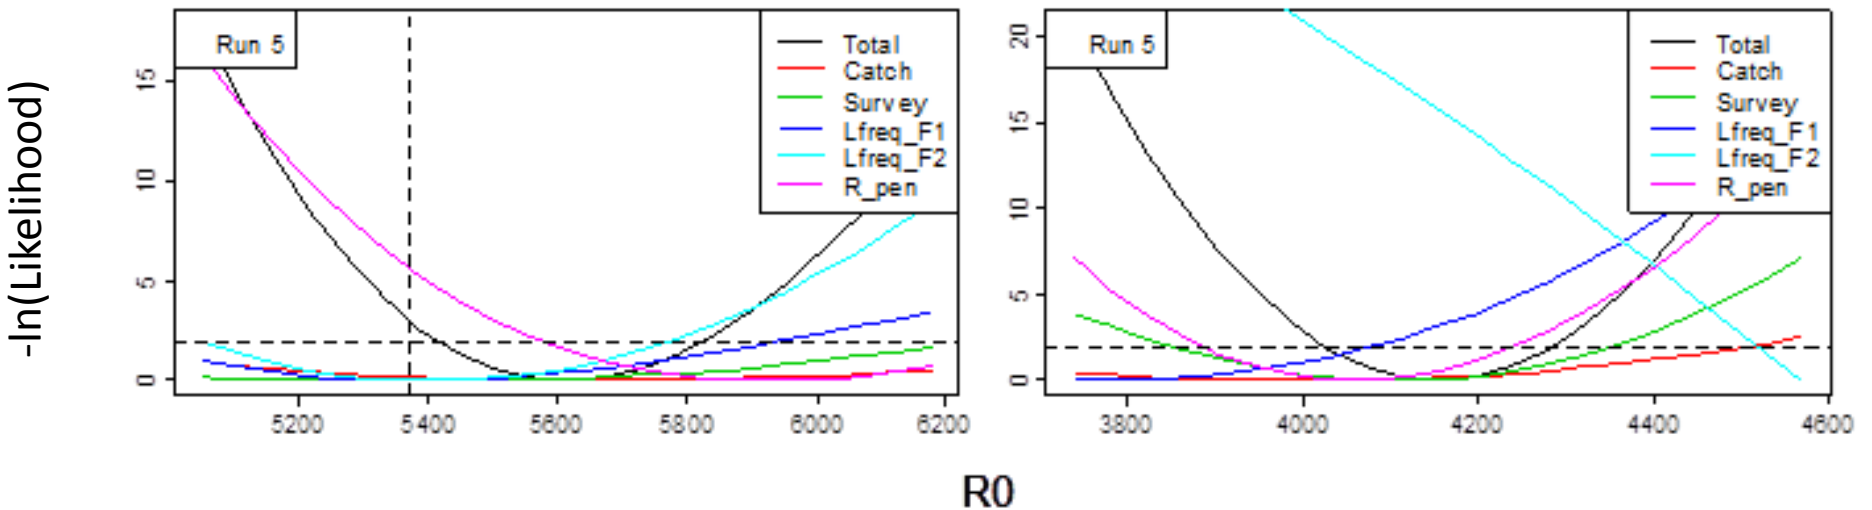 -ln(Likelihood)
Run 5
Total
Catch
Survey
Lfreq_F1
Lfreq_F2
R_pen
15
10
5
0
5200 5400 5600 5800 6000 6200
Run 5
Total
Catch
Survey
Lfreq_F1
Lfreq_F2
R_pen
20
15
10
5
0
3800 4000 4200 4400 4600
R0